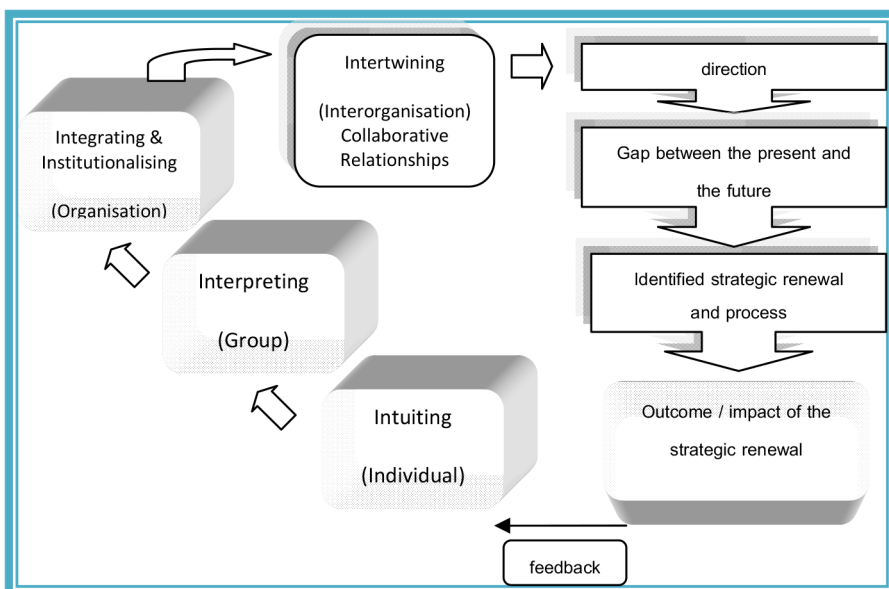 Intertwining
(Interorganisation)
Collaborative
Relationships
direction
Integrating &
Institutionalising
(Organisation)
Gap between the present and
the future
Interpreting
(Group)
Identified strategic renewal
and process
Intuiting
(Individual)
Outcome / impact of the
strategic renewal
feedback